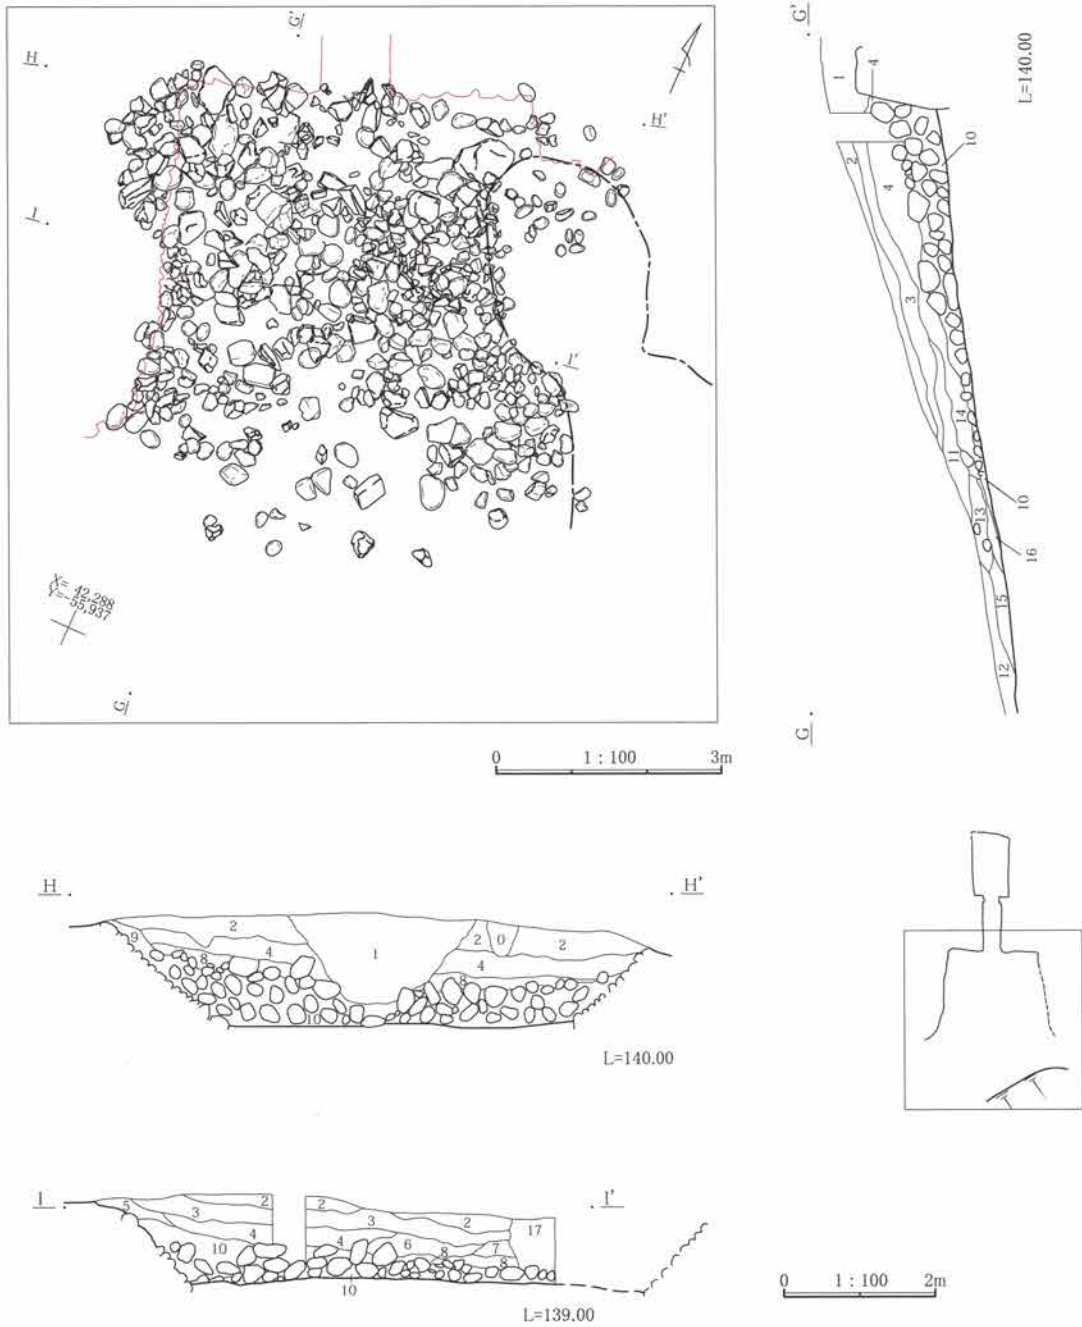 G'
H
H'
I
I'
X= 42,288
Y=-55,937
G
0 1 : 100 3m
G'
L=140.00
1
4
2
4
10
3
14
11
10
13
16
15
12
G
H H'
2
1
2 0 2
9
8 4
4
8
10
L=140.00
I I'
5
2 2
3 3 2 17
4 4 6 8 7
10 8
10
L=139.00
0 1 : 100 2m